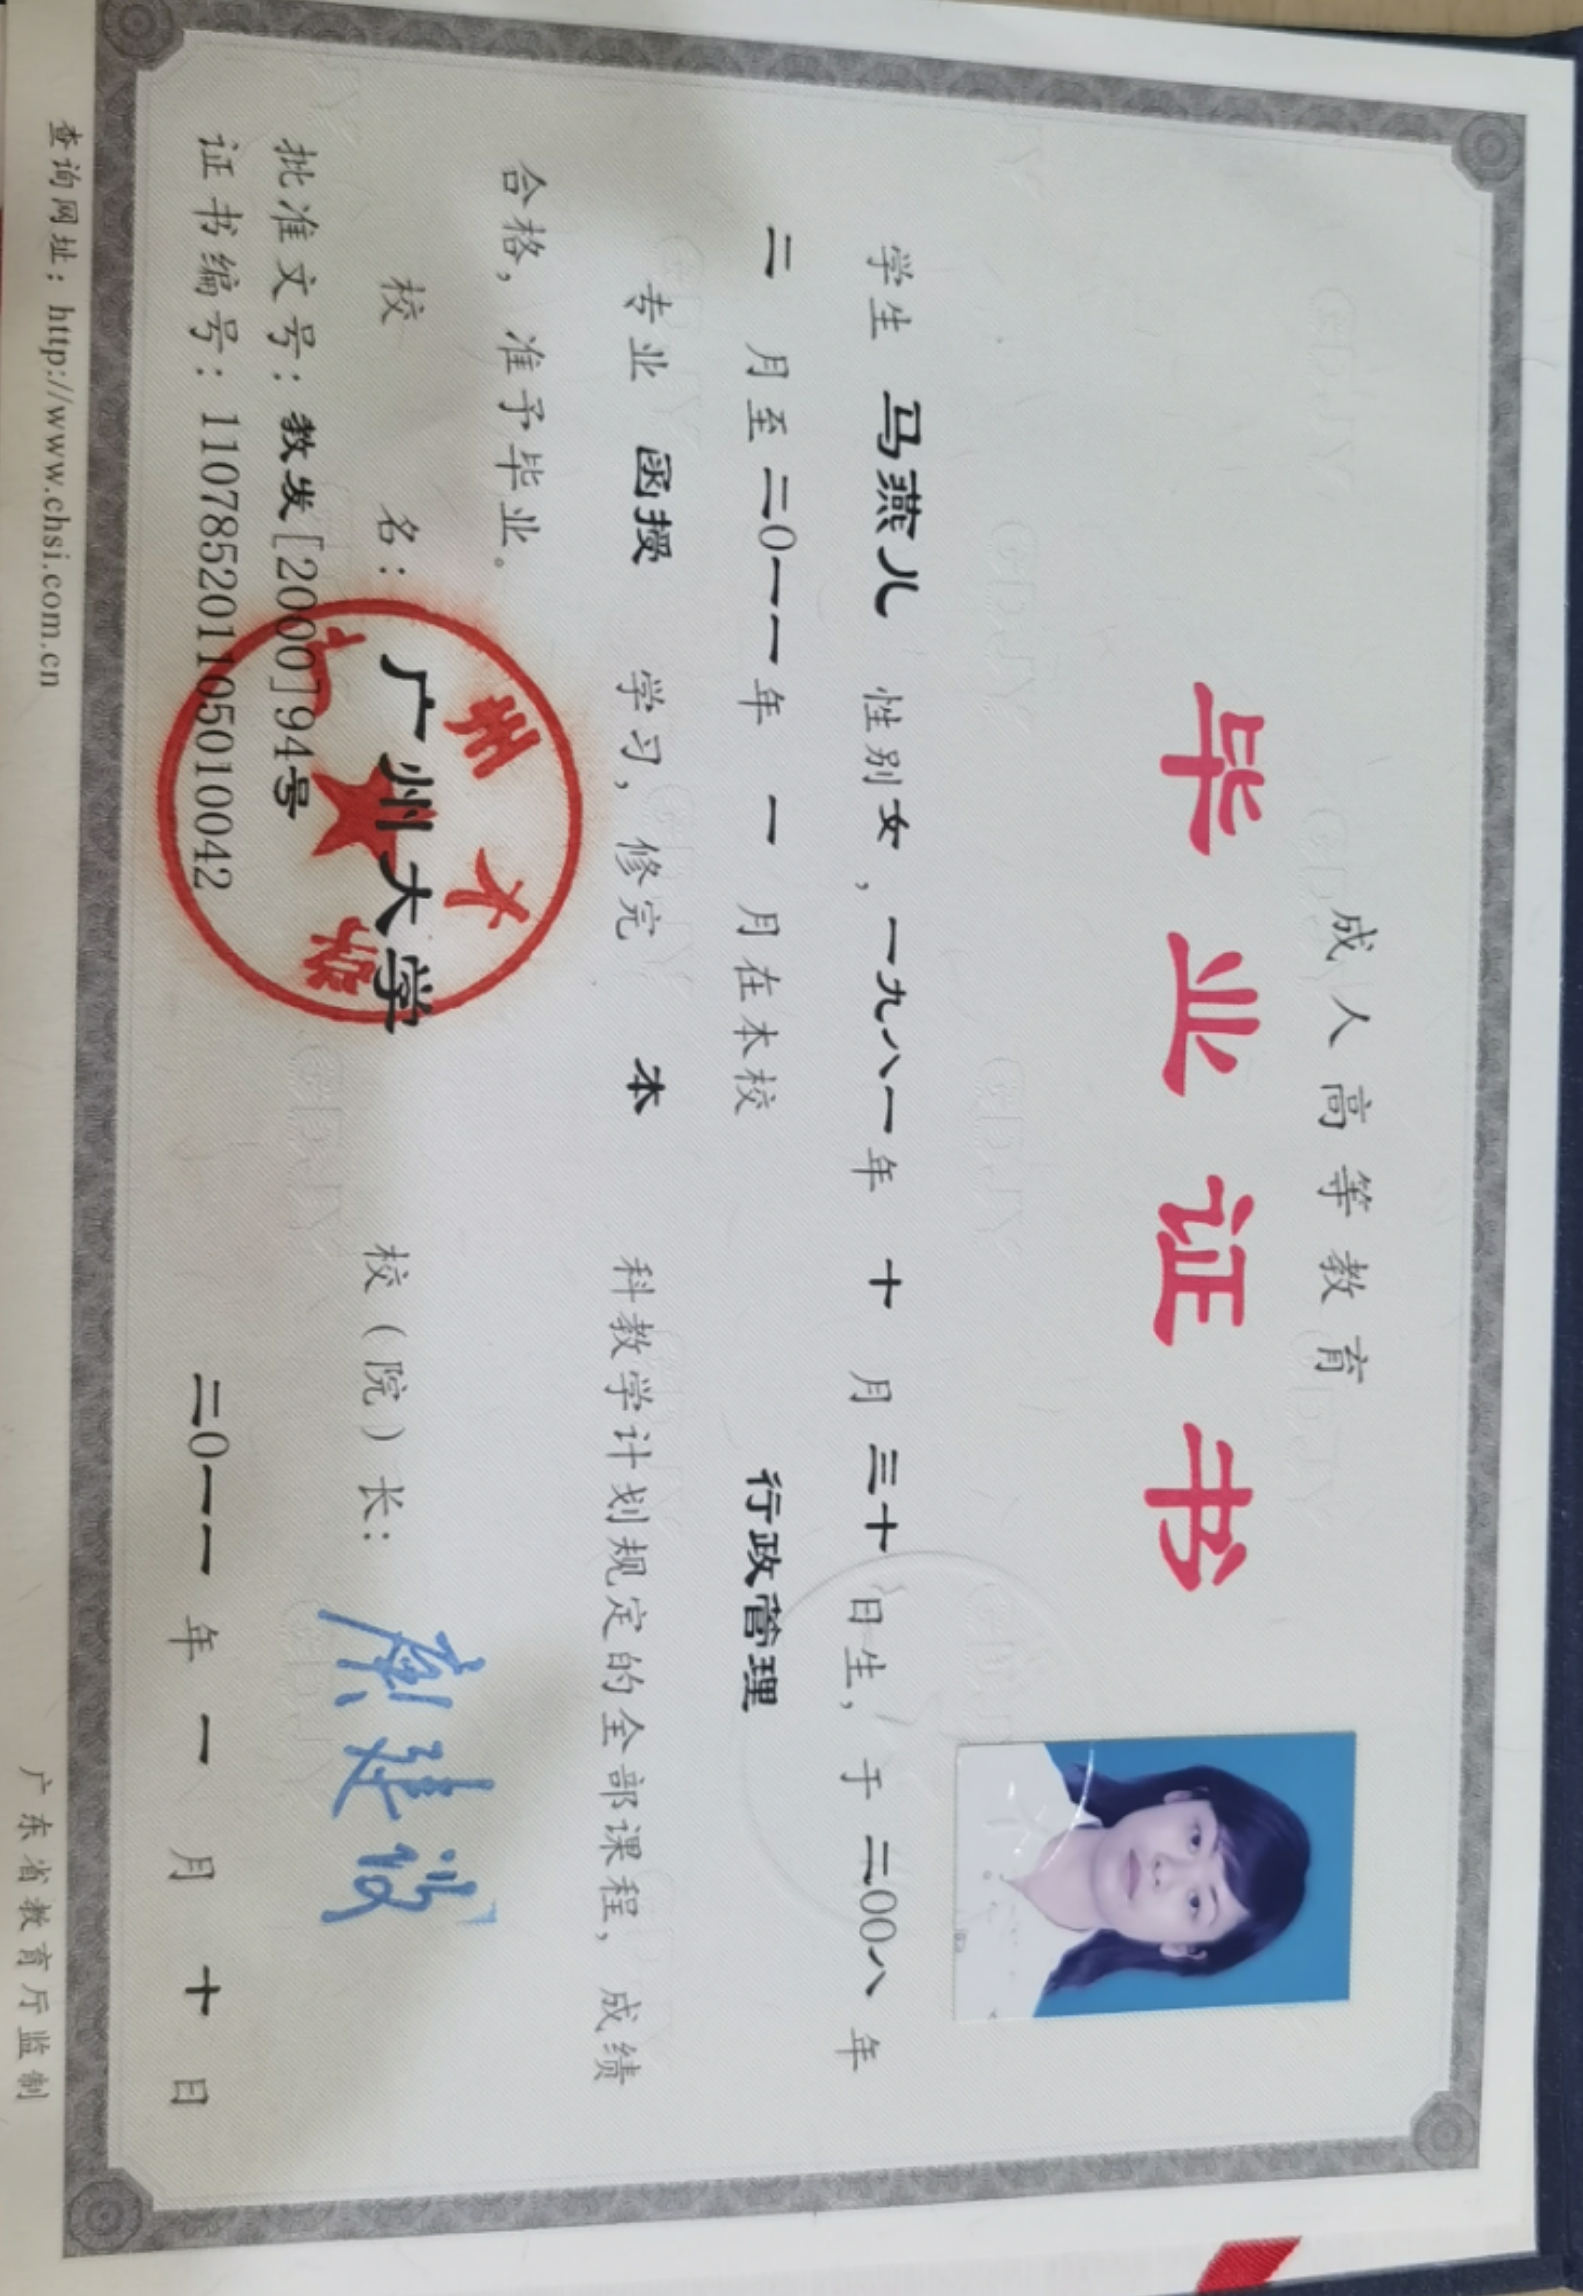 成人高等教育
毕业证书
学生 马燕儿 性别女，一九八一年 十 月 三十 日生，于 二00八 年
二 月至 二0一一年 一 月在本校 行政管理
专业 函授 学习，修完 本 科教学计划规定的全部课程，成绩
合格，准予毕业。
校 名：广州大学 校（院）长：
批准文号：教发[2000]94号
证书编号：110785201105010042 二0一一 年 一 月 十 日
查询网址：http://www.chsi.com.cn 广东省教育厅监制